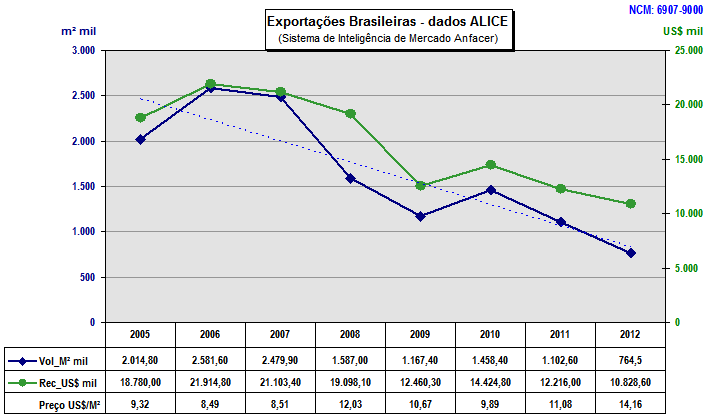 NCM: 6907-9000
Exportações Brasileiras - dados ALICE
(Sistema de Inteligência de Mercado Anfacer)
m² mil
US$ mil
3.000
2.500
2.000
1.500
1.000
500
0
25.000
20.000
15.000
10.000
5.000
0
2005 2006 2007 2008 2009 2010 2011 2012
Vol_M² mil 2.014,80 2.581,60 2.479,90 1.587,00 1.167,40 1.458,40 1.102,60 764,5
Rec_US$ mil 18.780,00 21.914,80 21.103,40 19.098,10 12.460,30 14.424,80 12.216,00 10.828,60
Preço US$/M² 9,32 8,49 8,51 12,03 10,67 9,89 11,08 14,16